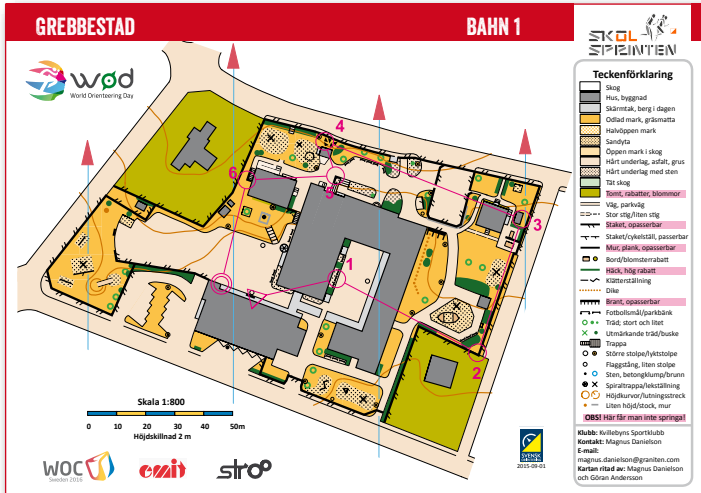 GREBBESTAD
BAHN 1
SKOL
SPRINTEN
wød
World Orienteering Day
Teckenförklaring
Skog
Hus, byggnad
Skärmtak, berg i dagen
Odlad mark, gräsmatta
Halvöppen mark
Sandyta
Öppen mark i skog
Hårt underlag, asfalt, grus
Hårt underlag med sten
Tät skog
Tomt, rabatter, blommor
Väg, parkväg
Stor stig/liten stig
Staket, opasserbar
Staket/cykelställ, passerbar
Mur, plank, opasserbar
Bord/blomsterrabatt
Häck, hög rabatt
Klätterställning
Dike
Brant, opasserbar
Fotbollsmål/parkbänk
Träd; stort och litet
Utmärkande träd/buske
Trappa
Större stolpe/lyktstolpe
Flaggstång, liten stolpe
Sten, betongklump/brunn
Spiraltrappa/lekställning
Höjdkurvor/lutningsstreck
Liten höjd/stock, mur
OBS! Här får man inte springa!
Klubb: Kvillebyns Sportklubb
Kontakt: Magnus Danielson
E-mail:
magnus.danielson@graniten.com
Kartan ritad av: Magnus Danielson
och Göran Andersson
4
6
5
3
1
2
Skala 1:800
0 10 20 30 40 50m
Höjdskillnad 2 m
WOC
Sweden 2016
emit
stroo
SVENSK
2015-09-01